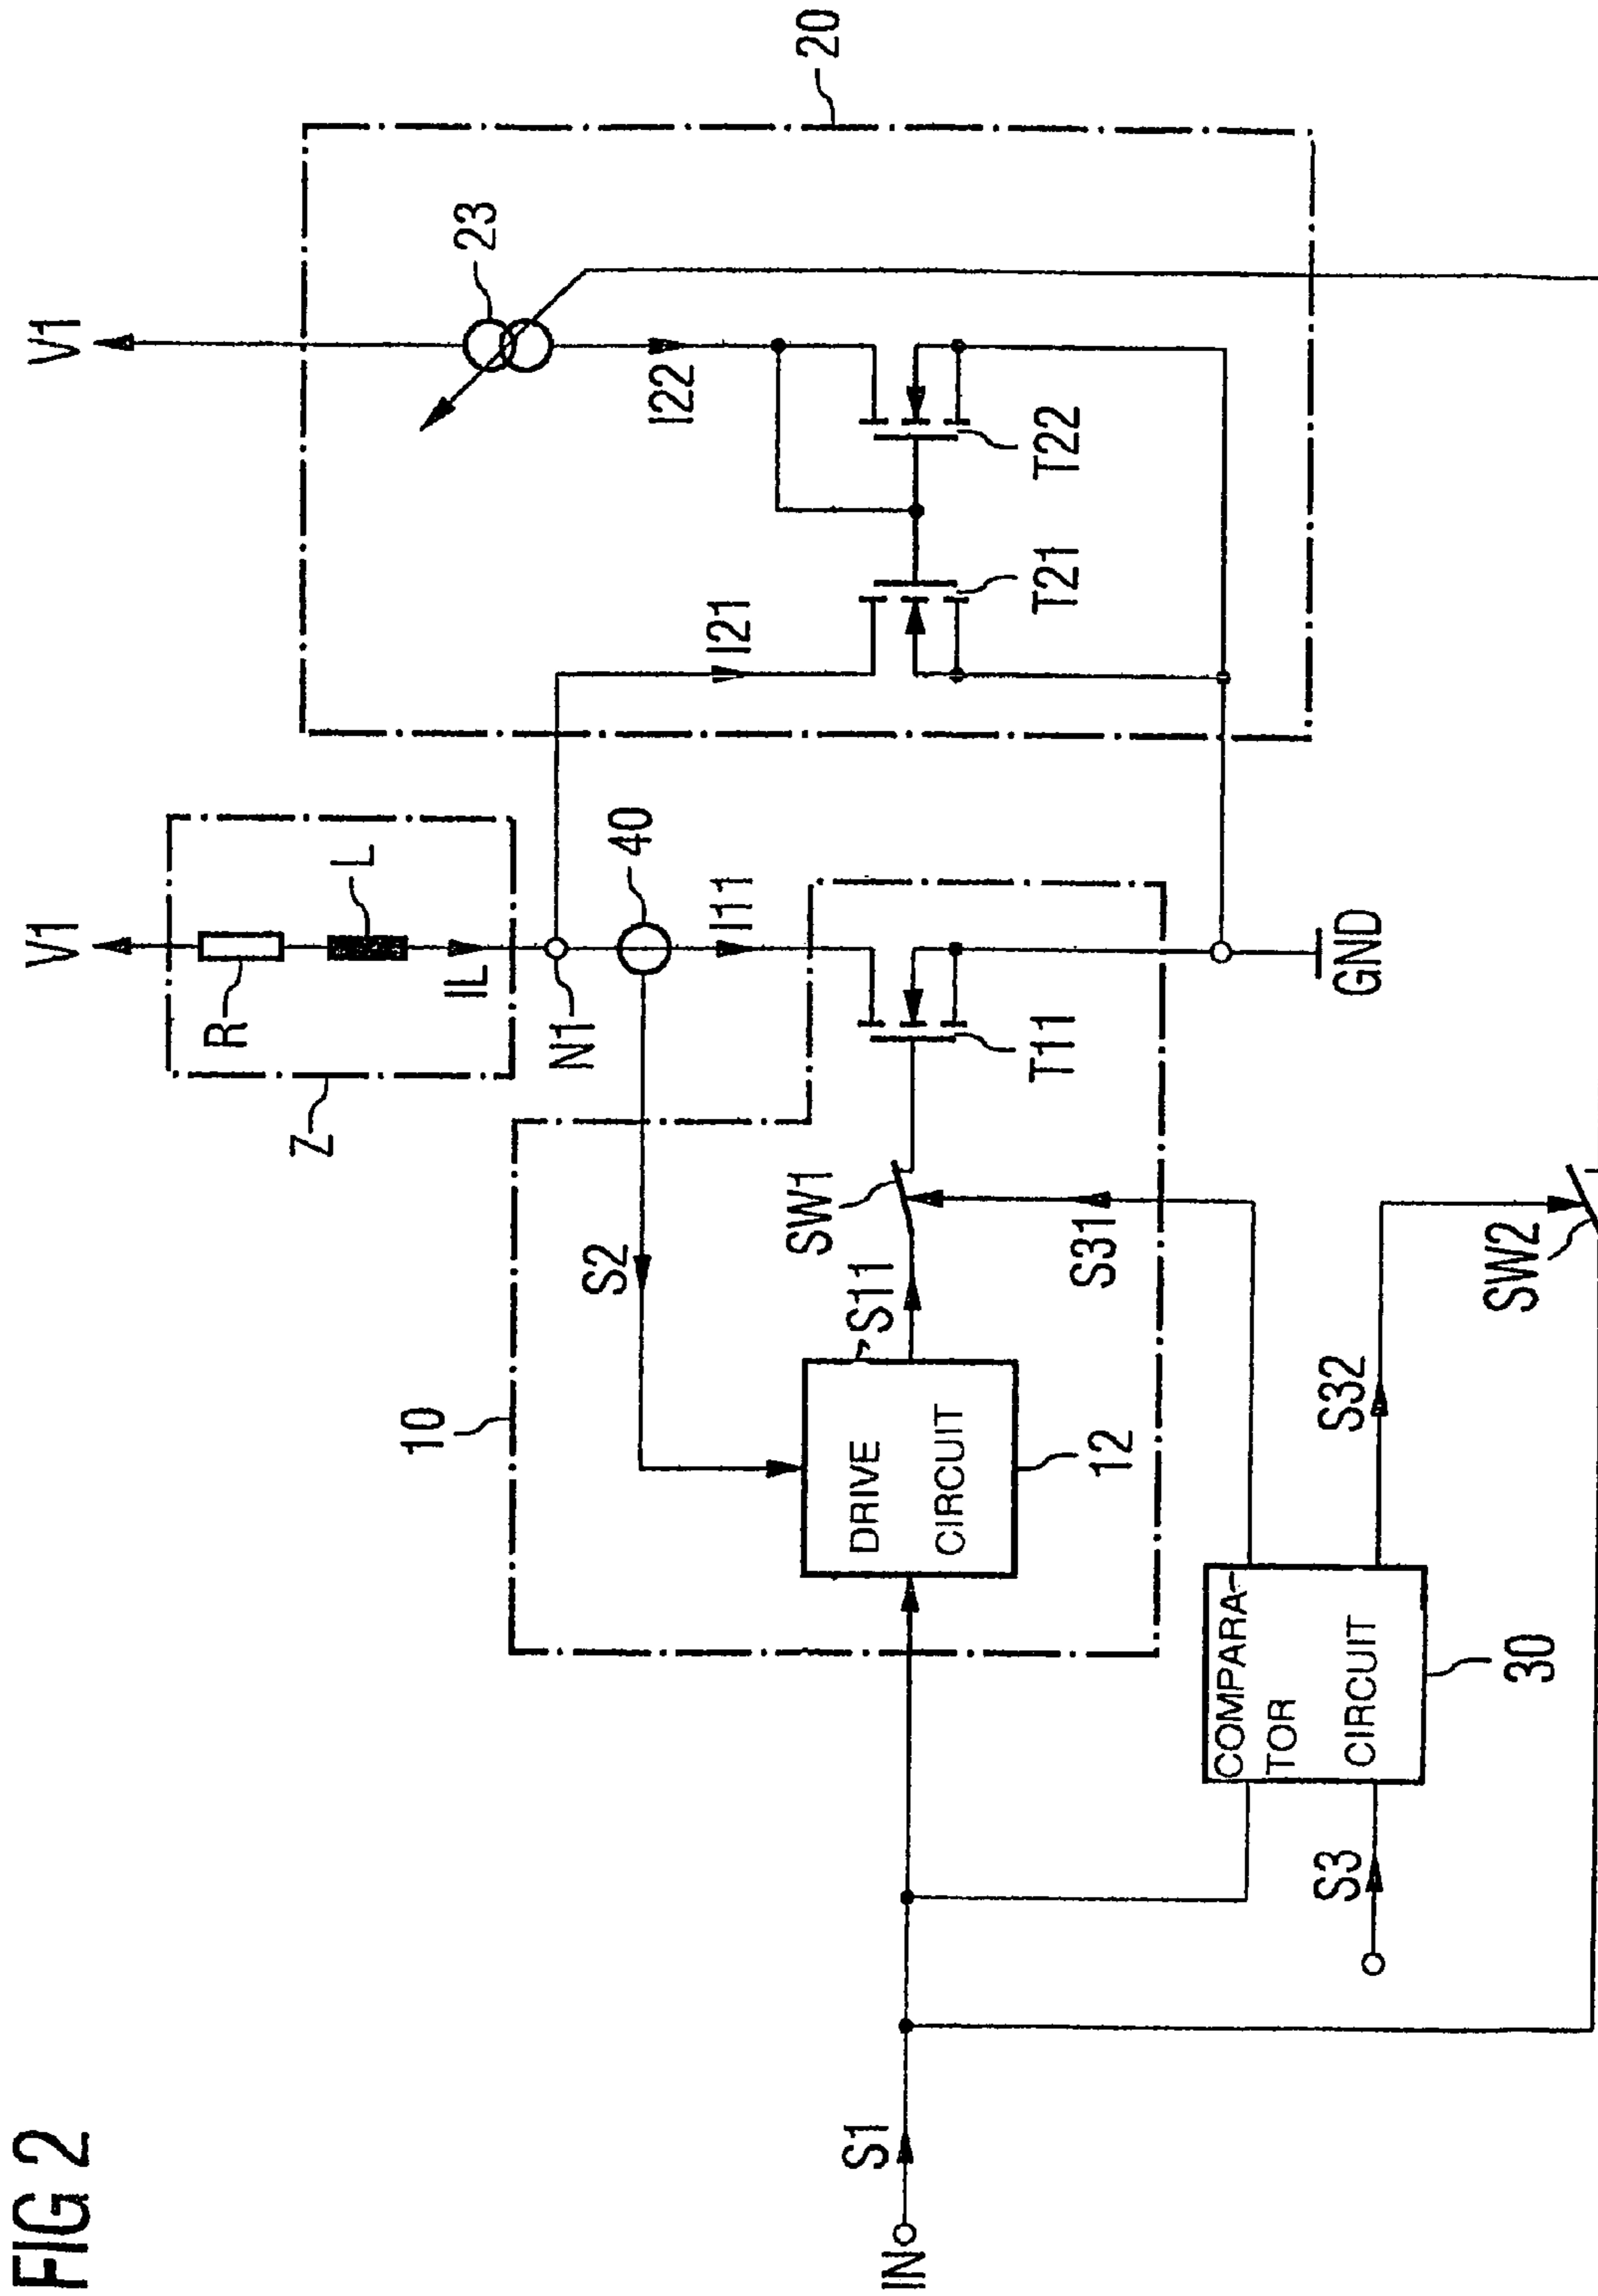 FIG 2
V1
V1
20
23
R
L
Z
IL
N1
40
I11
I21
I22
T21
T22
10
S2
SW1
S11
T11
DRIVE
CIRCUIT
12
S31
GND
IN
S1
COMPARA-
TOR
CIRCUIT
30
S3
S32
SW2